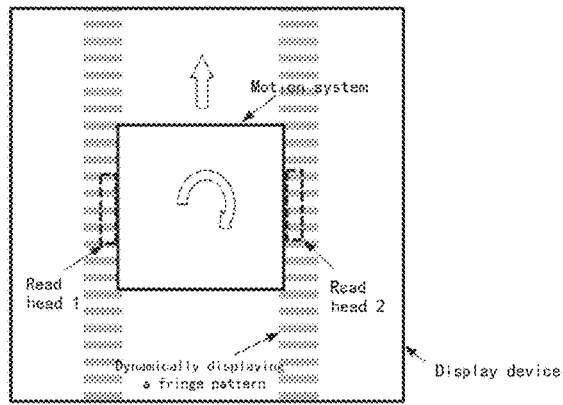 Motion system
Read
head 1
Read
head 2
Dynamically displaying
a fringe pattern
Display device